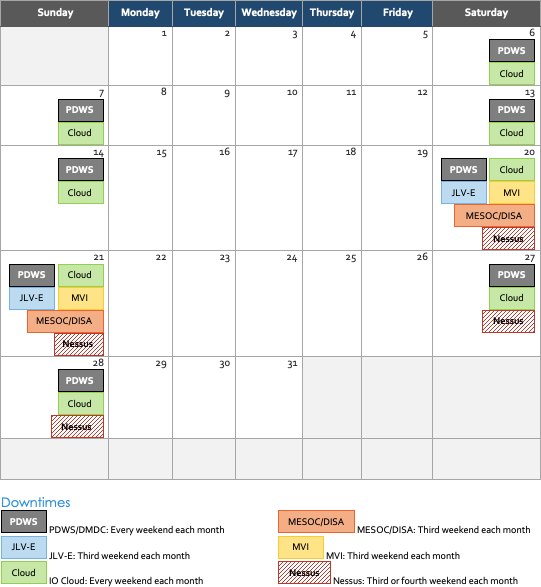 Sunday Monday Tuesday Wednesday Thursday Friday Saturday
1 2 3 4 5 6
PDWS
Cloud
7 8 9 10 11 12 13
PDWS PDWS
Cloud Cloud
14 15 16 17 18 19 20
PDWS PDWS Cloud
Cloud JLV-E MVI
MESOC/DISA
Nessus
21 22 23 24 25 26 27
PDWS Cloud PDWS
JLV-E MVI Cloud
MESOC/DISA Nessus
Nessus
28 29 30 31
PDWS
Cloud
Nessus
Downtimes
PDWS PDWS/DMDC: Every weekend each month MESOC/DISA MESOC/DISA: Third weekend each month
JLV-E JLV-E: Third weekend each month MVI MVI: Third weekend each month
Cloud IO Cloud: Every weekend each month Nessus Nessus: Third or fourth weekend each month